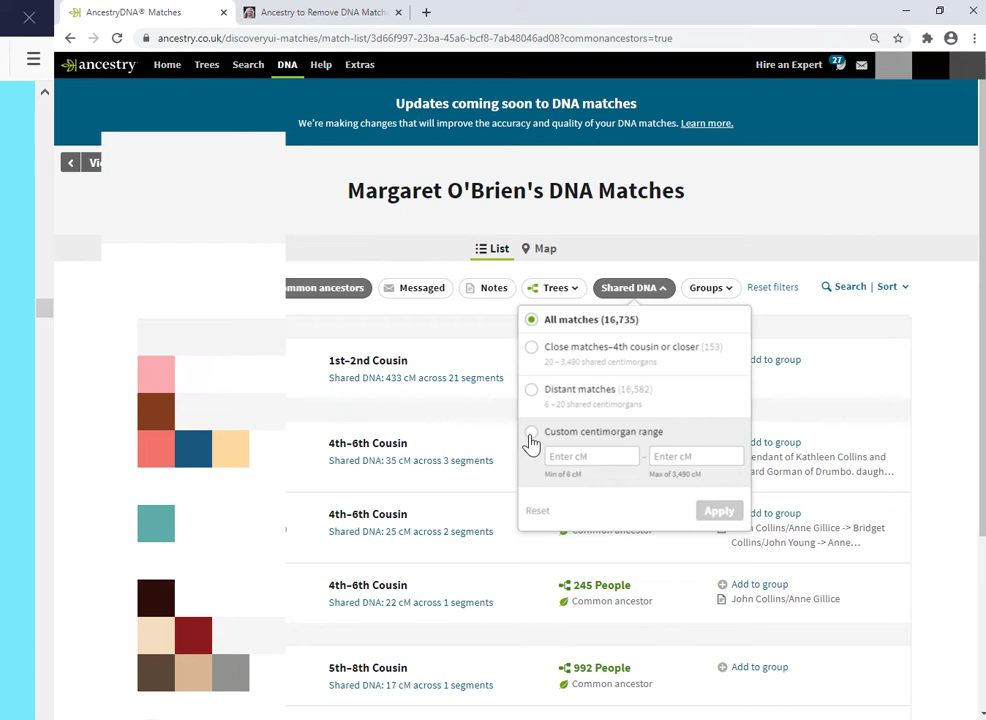 AncestryDNA® Matches
Ancestry to Remove DNA Match
ancestry.co.uk/discoveryui-matches/match-list/3d66f997-23ba-45a6-bcf8-7ab48046ad08?commonancestors=true
ancestry
Home
Trees
Search
DNA
Help
Extras
Hire an Expert
27
Updates coming soon to DNA matches
We're making changes that will improve the accuracy and quality of your DNA matches. Learn more.
Margaret O'Brien's DNA Matches
List
Map
mmon ancestors
Messaged
Notes
Trees
Shared DNA
Groups
Reset filters
Search | Sort
All matches (16,735)
Close matches–4th cousin or closer (153)
20 – 3,490 shared centimorgans
Distant matches (16,582)
6 – 20 shared centimorgans
Custom centimorgan range
Enter cM – Enter cM
Min of 6 cM
Max of 3,490 cM
Reset
Apply
1st–2nd Cousin
Shared DNA: 433 cM across 21 segments
dd to group
4th–6th Cousin
Shared DNA: 35 cM across 3 segments
endant of Kathleen Collins and
ard Gorman of Drumbo. daugh...
4th–6th Cousin
Shared DNA: 25 cM across 2 segments
Common ancestor
Add to group
Collins/Anne Gillice -> Bridget
Collins/John Young -> Anne...
4th–6th Cousin
Shared DNA: 22 cM across 1 segments
245 People
Common ancestor
Add to group
John Collins/Anne Gillice
5th–8th Cousin
Shared DNA: 17 cM across 1 segments
992 People
Common ancestor
Add to group